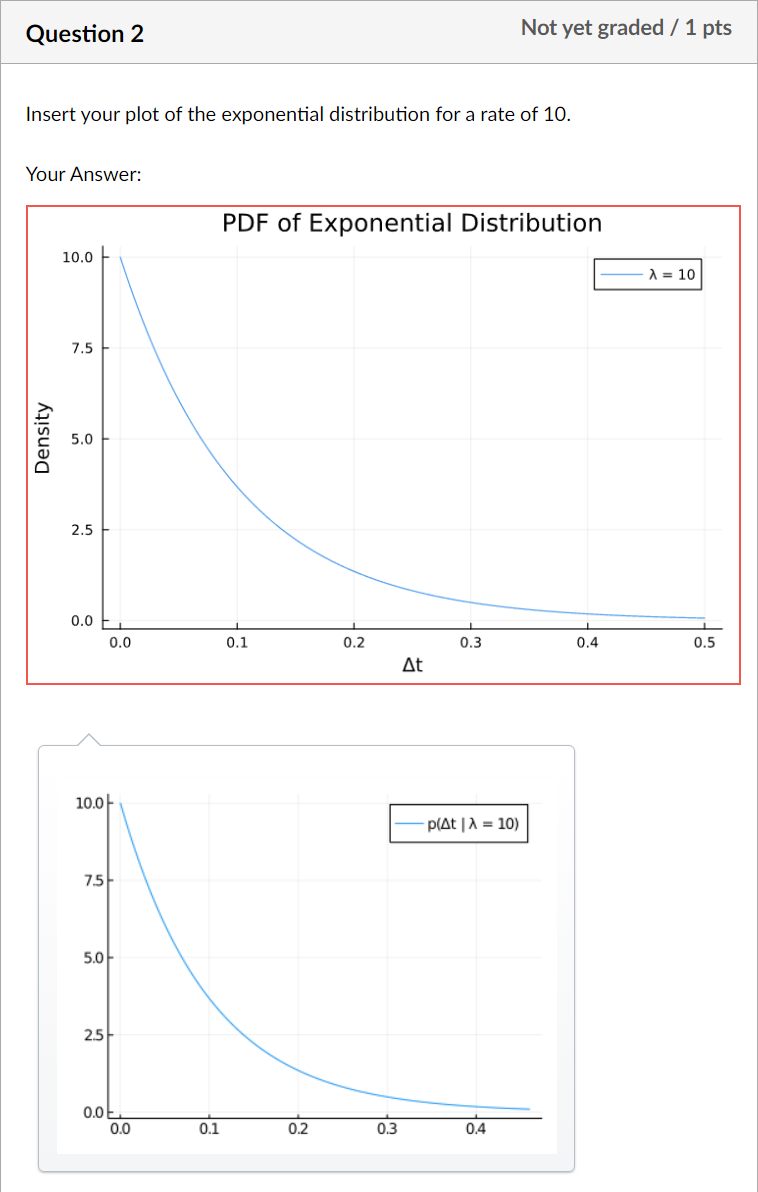 Question 2
Not yet graded / 1 pts
Insert your plot of the exponential distribution for a rate of 10.
Your Answer:
PDF of Exponential Distribution
λ = 10
Density
10.0
7.5
5.0
2.5
0.0
0.0 0.1 0.2 0.3 0.4 0.5
Δt
p(Δt | λ = 10)
10.0
7.5
5.0
2.5
0.0
0.0 0.1 0.2 0.3 0.4